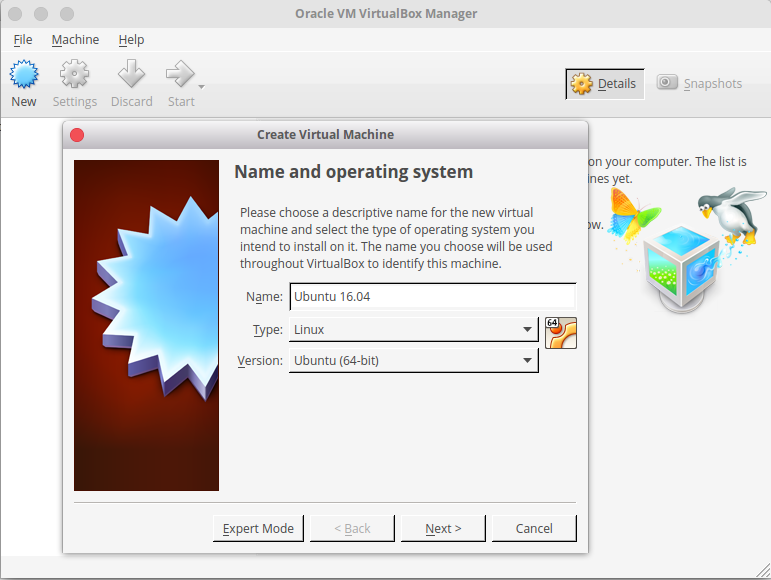 Oracle VM VirtualBox Manager
File Machine Help
New Settings Discard Start Details Snapshots
Create Virtual Machine
on your computer. The list is
ines yet.
ow.
Name and operating system
Please choose a descriptive name for the new virtual
machine and select the type of operating system you
intend to install on it. The name you choose will be used
throughout VirtualBox to identify this machine.
Name: Ubuntu 16.04
Type: Linux
64
Version: Ubuntu (64-bit)
Expert Mode < Back Next > Cancel